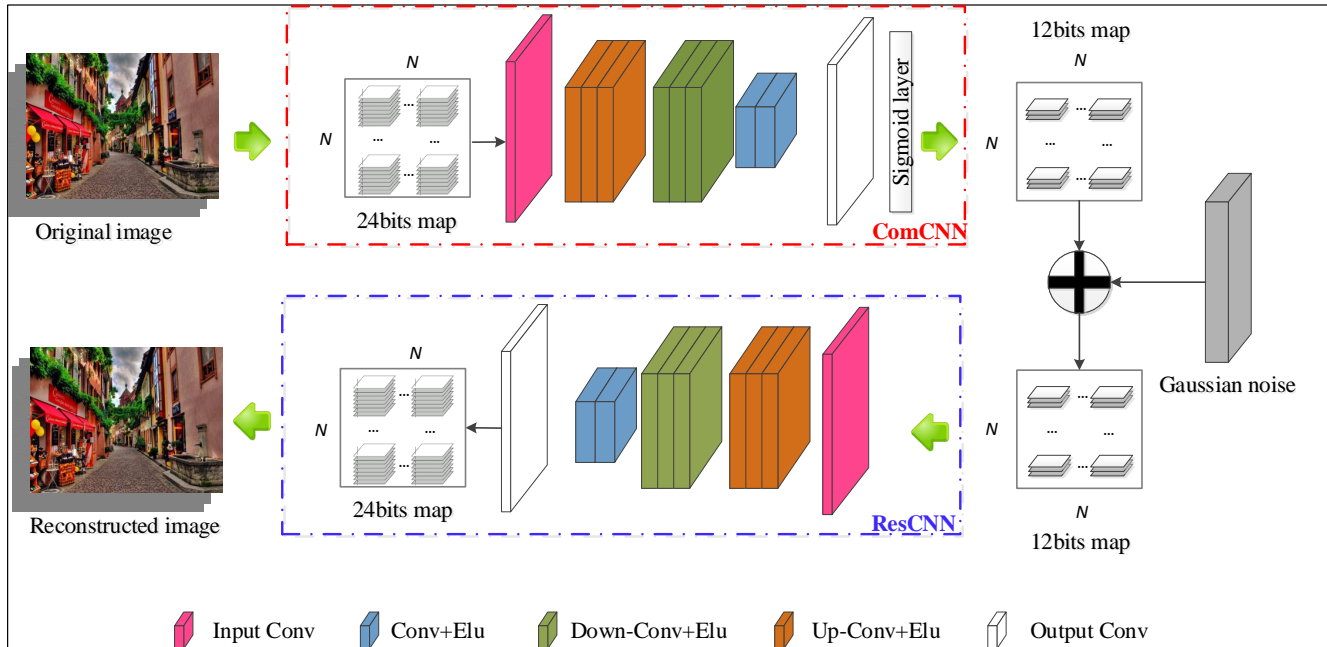 12bits map
N
N
24bits map
N
Sigmoid layer
ComCNN
Original image
N
Gaussian noise
N
N
12bits map
N
N
24bits map
ResCNN
Reconstructed image
Input Conv
Conv+Elu
Down-Conv+Elu
Up-Conv+Elu
Output Conv